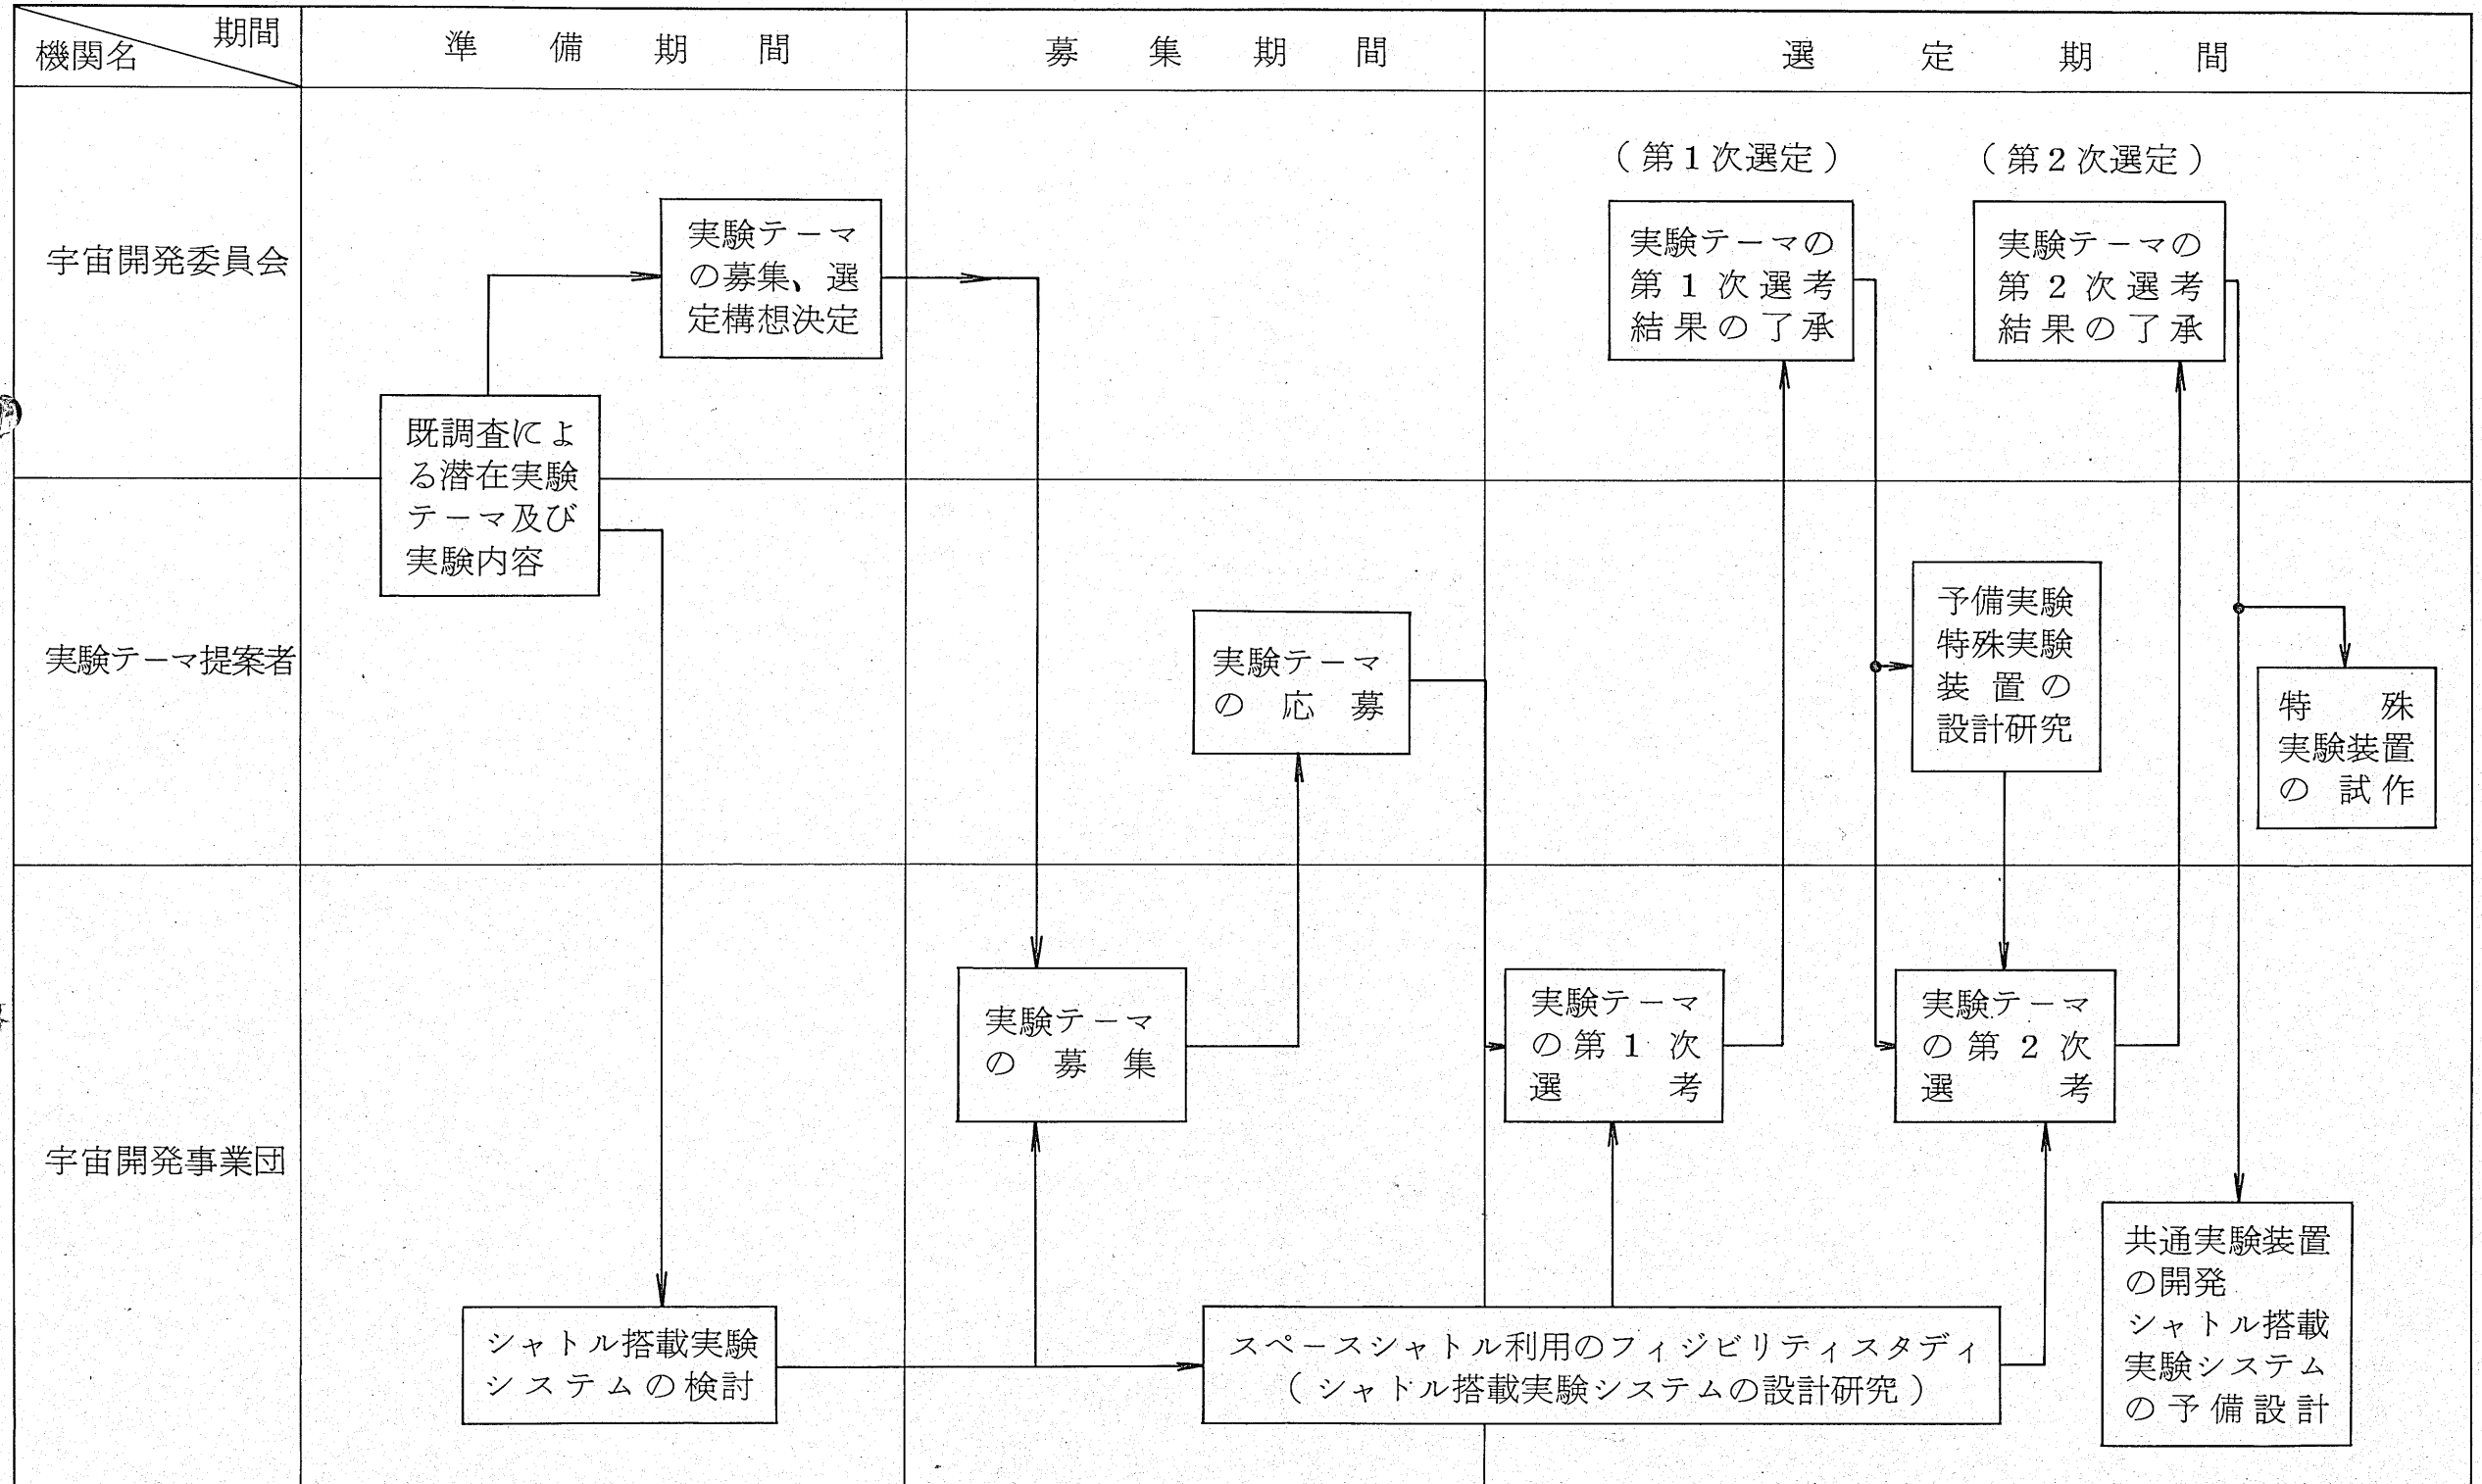 期間
機関名
準備期間
募集期間
選定期間
宇宙開発委員会
実験テーマ
の募集、選
定構想決定
(第1次選定)
実験テーマの
第1次選考
結果の了承
(第2次選定)
実験テーマの
第2次選考
結果の了承
既調査によ
る潜在実験
テーマ及び
実験内容
実験テーマ提案者
実験テーマ
の応募
予備実験
特殊実験
装置の
設計研究
特殊
実験装置
の試作
宇宙開発事業団
実験テーマ
の募集
実験テーマ
の第1次
選考
実験テーマ
の第2次
選考
シャトル搭載実験
システムの検討
スペースシャトル利用のフィジビリティスタディ
(シャトル搭載実験システムの設計研究)
共通実験装置
の開発
シャトル搭載
実験システム
の予備設計